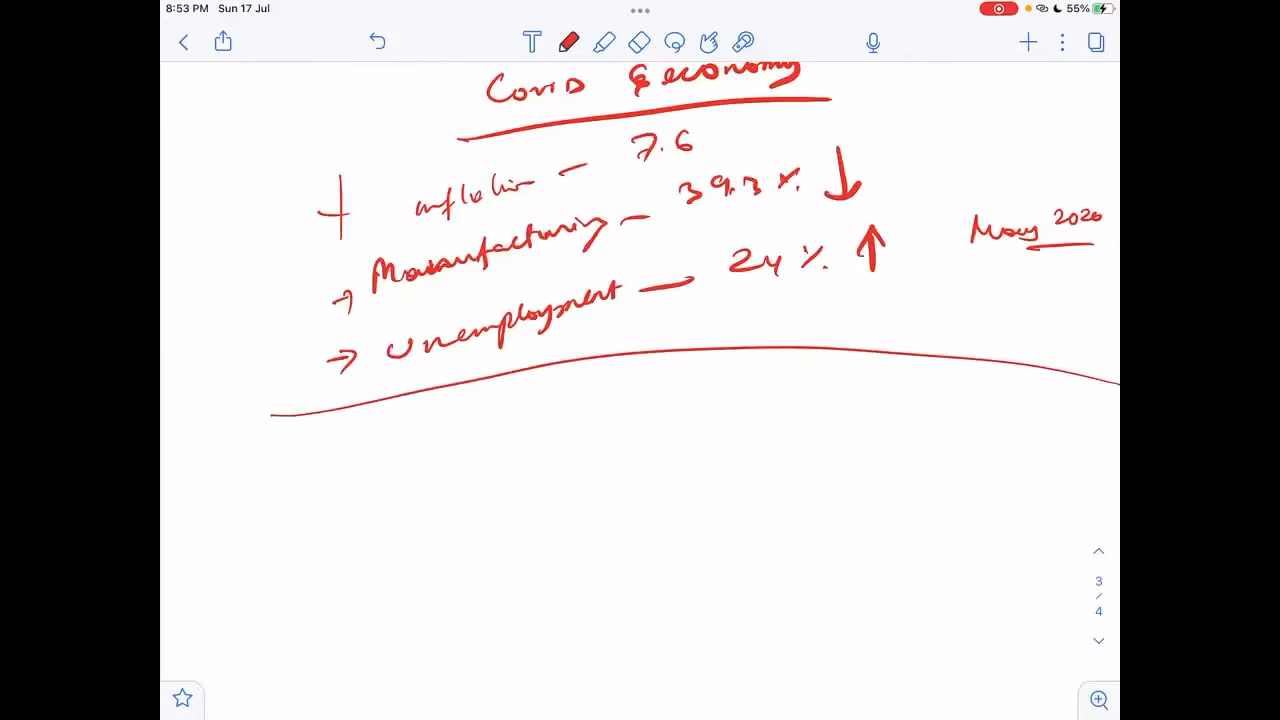 8:53 PM Sun 17 Jul
55%
Covid & economy
inflation - 7.6
→ Manufacturing - 39.3 %. ↓
→ Unemployment - 24 %. ↑
May 2020
3
/
4